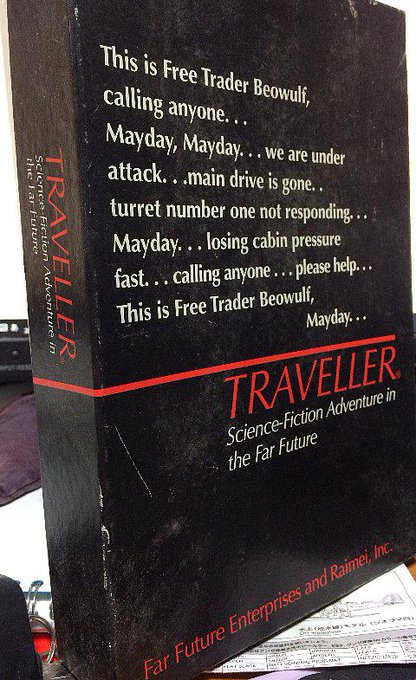 This is Free Trader Beowulf,
calling anyone. . .
Mayday, Mayday. . . we are under
attack. . .main drive is gone. .
turret number one not responding. . .
Mayday. . . losing cabin pressure
fast. . . calling anyone . . . please help. . .
This is Free Trader Beowulf,
Mayday. . .
TRAVELLER®
Science-Fiction Adventure in
the Far Future
Far Future Enterprises and Raimei, Inc.
TRAVELLER®
Science-Fiction Adventure in
the Far Future